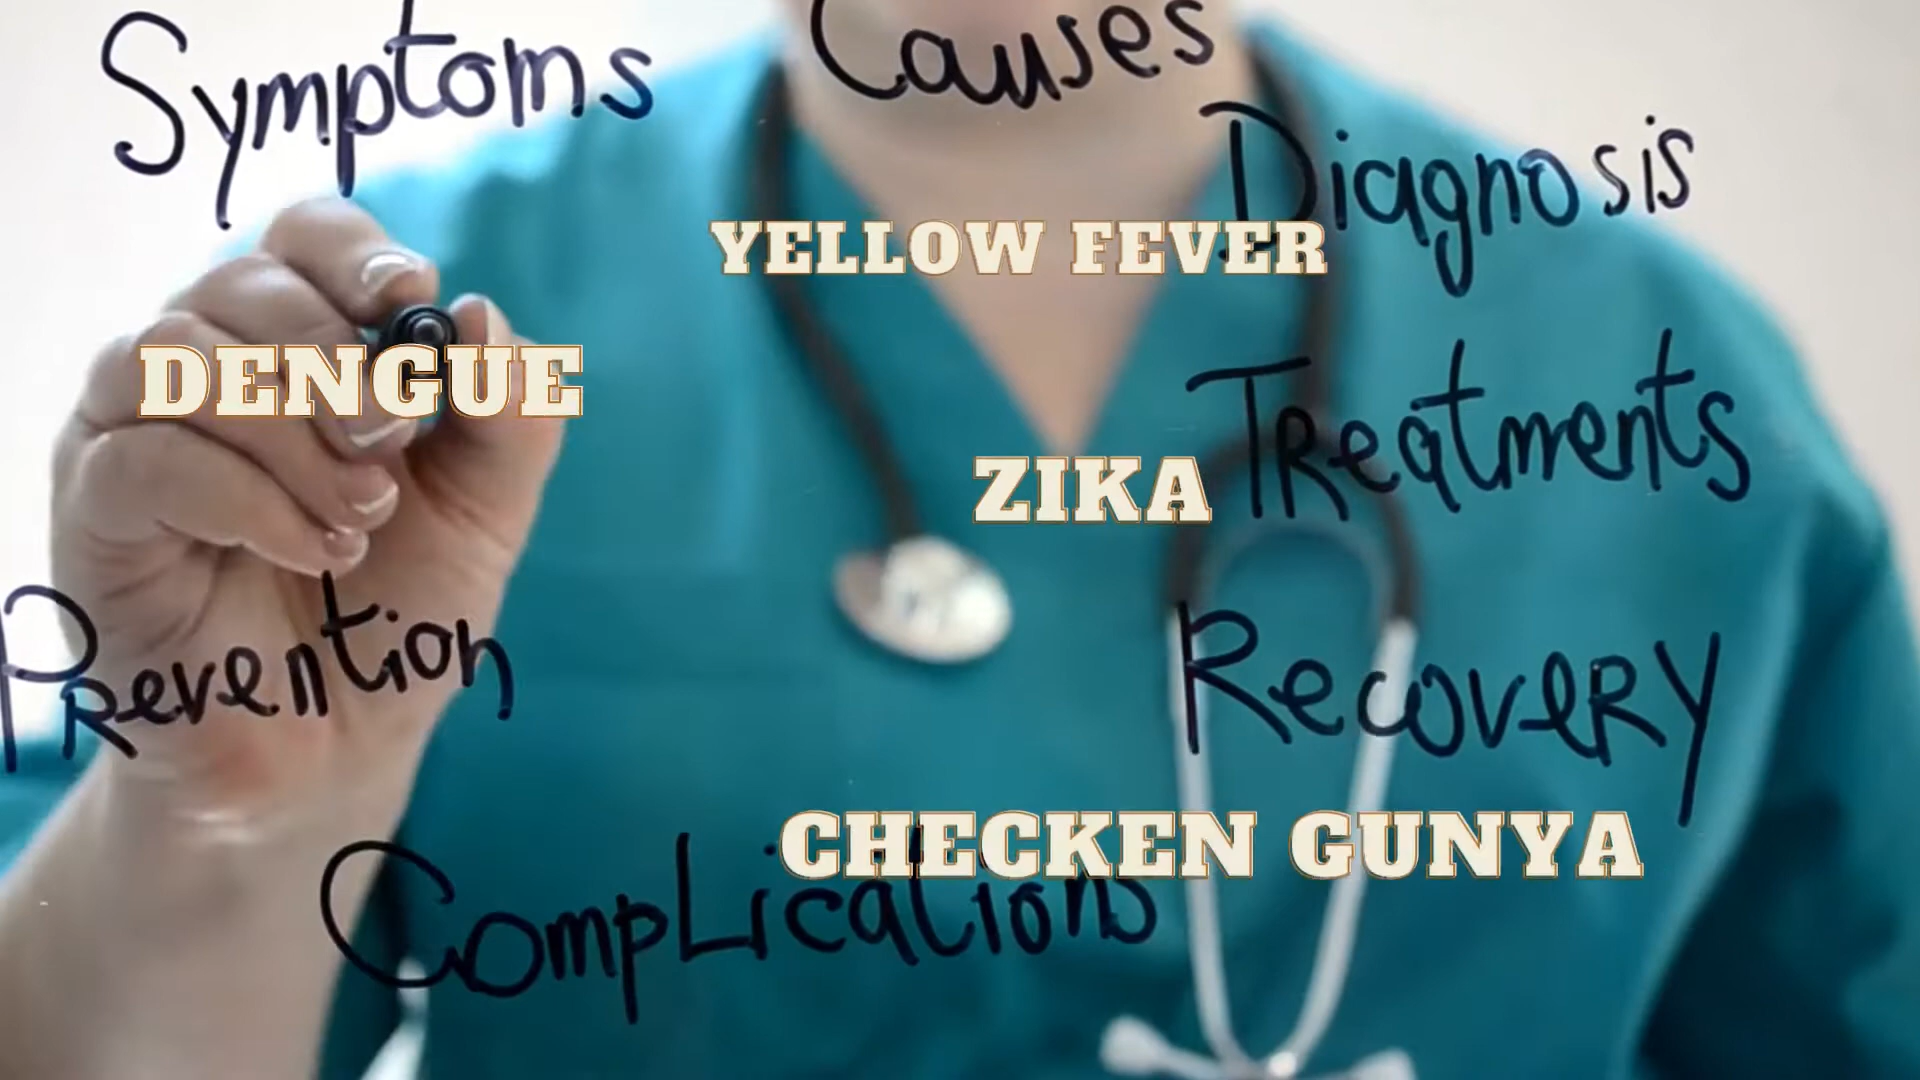 Symptoms
Causes
Diagnosis
YELLOW FEVER
DENGUE
Treatments
ZIKA
Prevention
Recovery
CHECKEN GUNYA
Complications